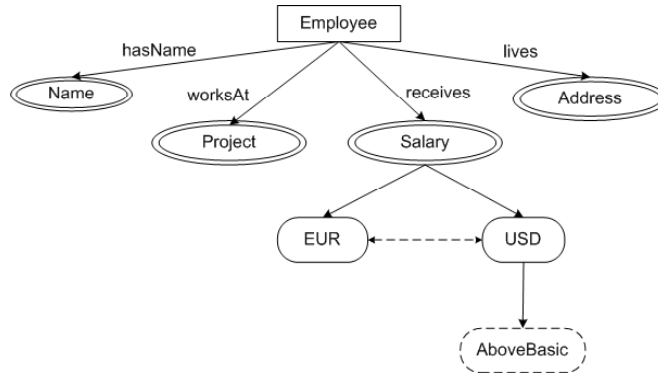 Employee
hasName
lives
Name
worksAt
receives
Address
Project
Salary
EUR
USD
AboveBasic